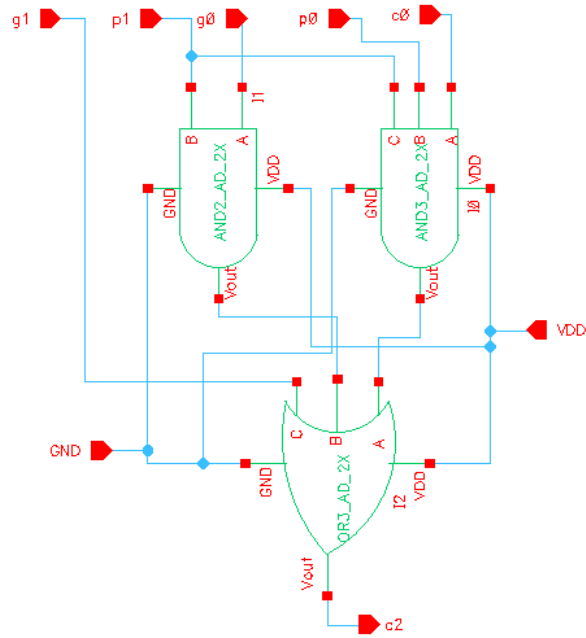 g1 p1 g0 p0 c0
I1
B A
C B A
AND2_AD_2X
AND3_AD_2X
GND VDD
GND VDD
I0
Vout
Vout
VDD
C B A
GND
GND VDD
OR3_AD_2X
I2
Vout
c2